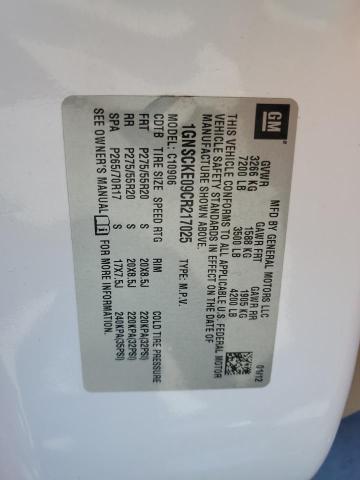 GM
MFD BY GENERAL MOTORS LLC
01/12
GVWR GAWR FRT GAWR RR
3266 KG 1588 KG 1905 KG
7200 LB 3500 LB 4200 LB
THIS VEHICLE CONFORMS TO ALL APPLICABLE U.S. FEDERAL MOTOR
VEHICLE SAFETY STANDARDS IN EFFECT ON THE DATE OF
MANUFACTURE SHOWN ABOVE.
1GNSCKE09CR217025 TYPE: M.P.V.
MODEL: C10906
CDTB TIRE SIZE SPEED RTG RIM COLD TIRE PRESSURE
FRT P275/55R20 S 20X8.5J 220KPA(32PSI)
RR P275/55R20 S 20X8.5J 220KPA(32PSI)
SPA P265/70R17 S 17X7.5J 240KPA(35PSI)
SEE OWNER'S MANUAL FOR MORE INFORMATION.